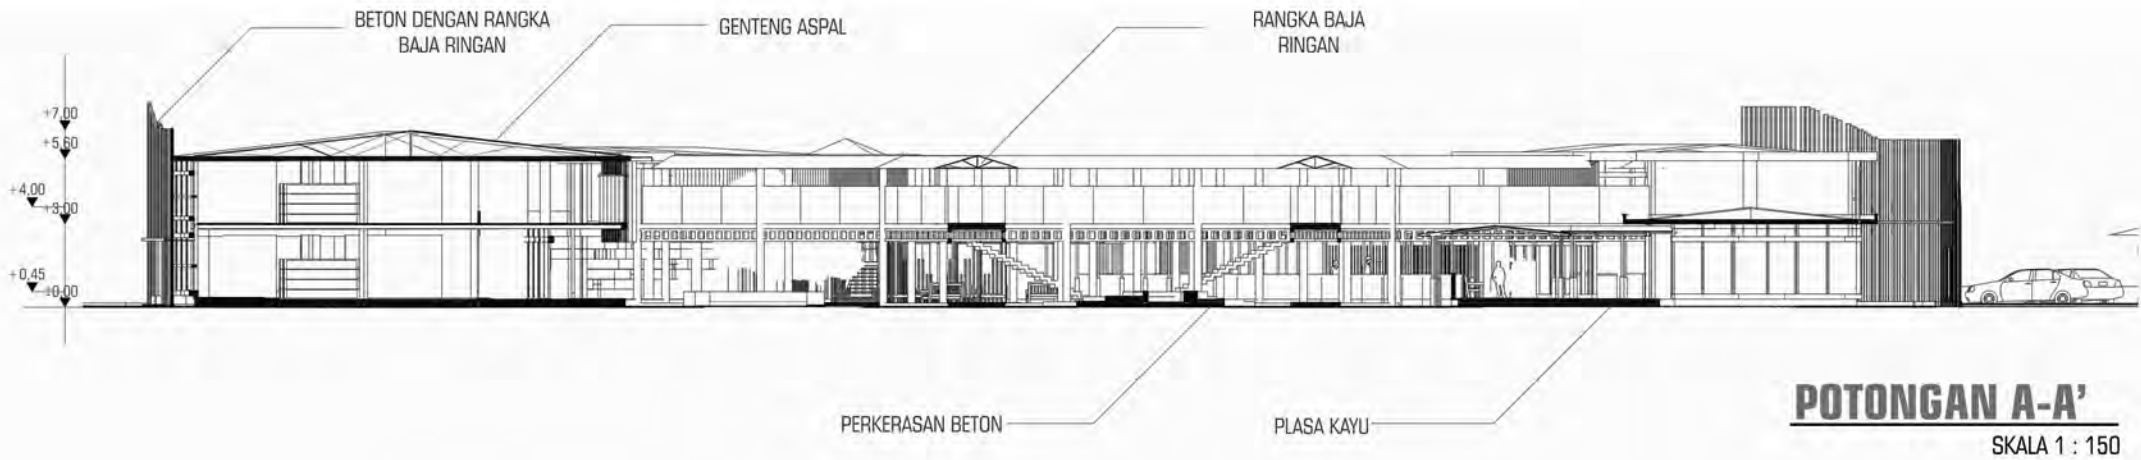 BETON DENGAN RANGKA
BAJA RINGAN
GENTENG ASPAL
RANGKA BAJA
RINGAN
+7,00
+5,60
+4,00
+3,00
+0,45
±0,00
PERKERASAN BETON
PLASA KAYU
POTONGAN A-A'
SKALA 1 : 150